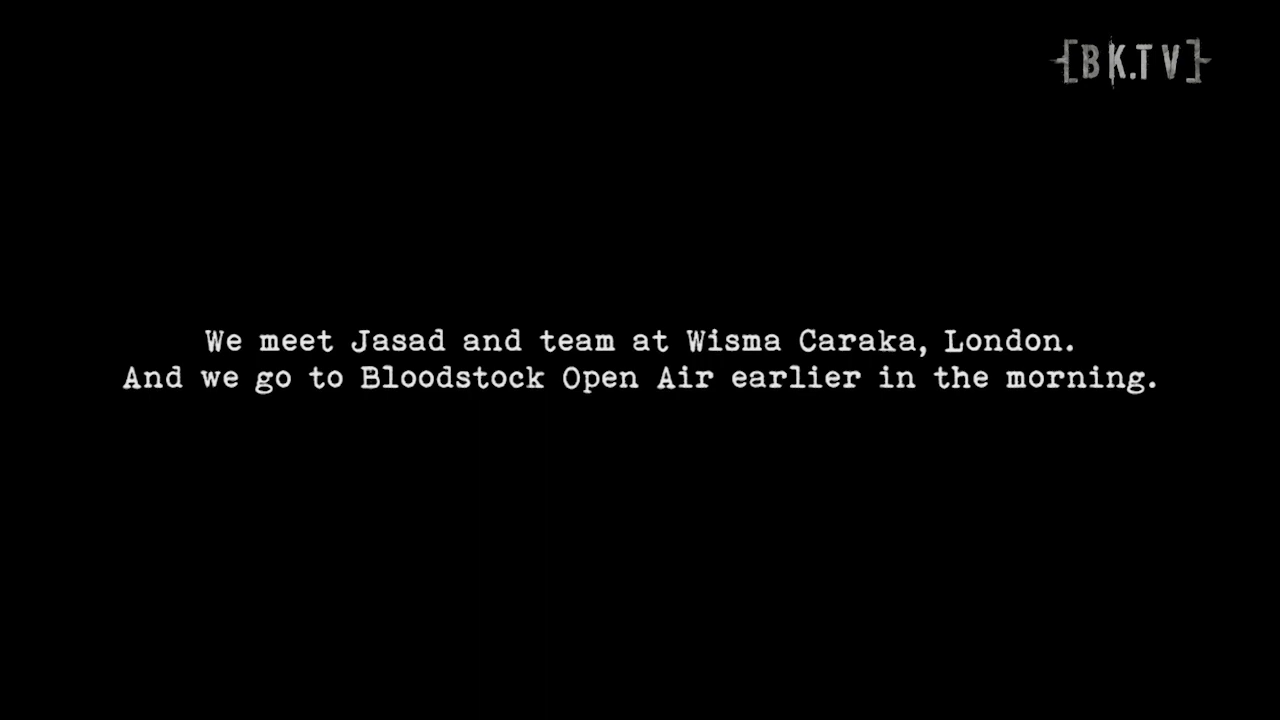 [BK.TV]
We meet Jasad and team at Wisma Caraka, London.
And we go to Bloodstock Open Air earlier in the morning.